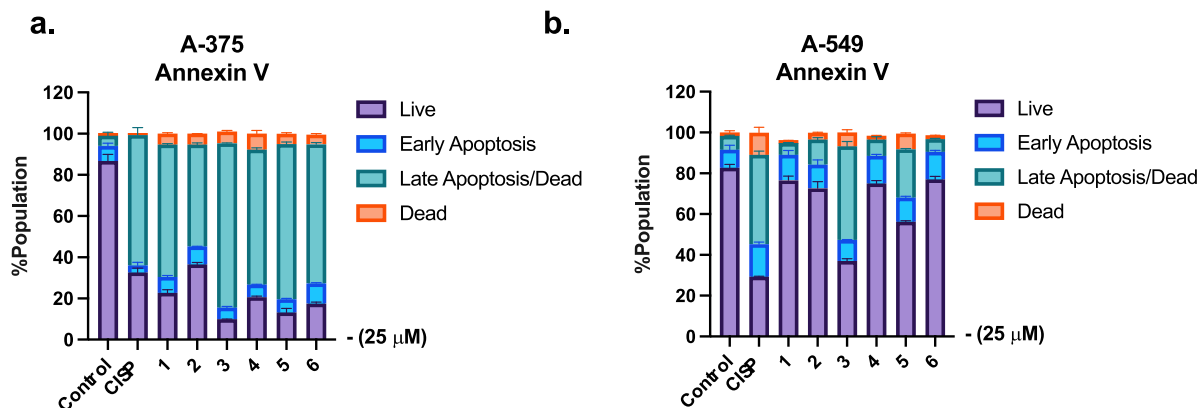 a.
A-375
Annexin V
%Population
120
100
80
60
40
20
0
Control
CISP
1
2
3
4
5
6
Live
Early Apoptosis
Late Apoptosis/Dead
Dead
- (25 μM)
b.
A-549
Annexin V
%Population
120
100
80
60
40
20
0
Control
CISP
1
2
3
4
5
6
Live
Early Apoptosis
Late Apoptosis/Dead
Dead
- (25 μM)